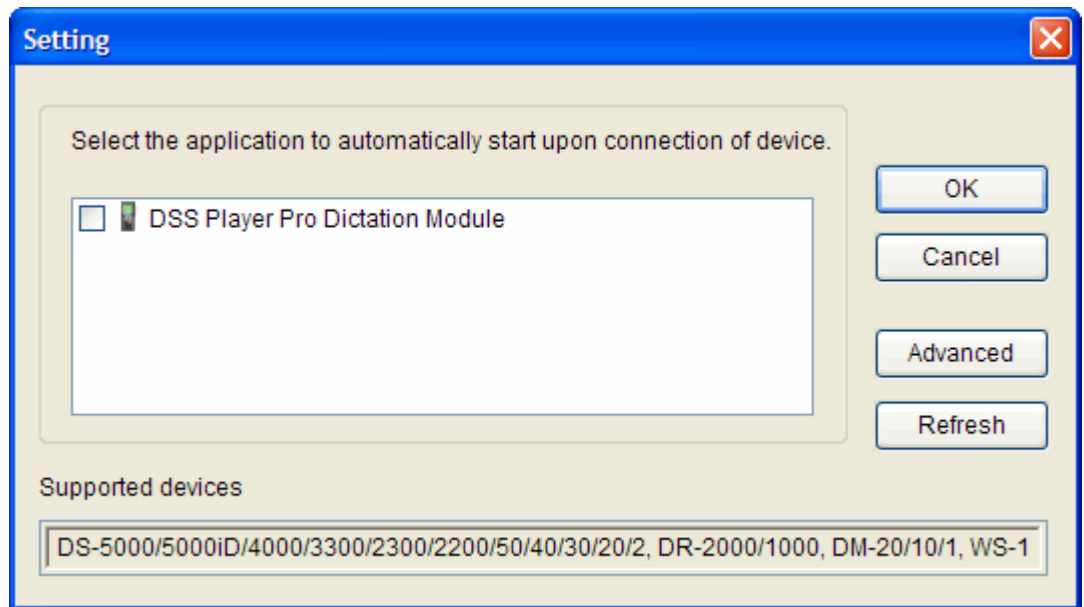 Setting
Select the application to automatically start upon connection of device.
DSS Player Pro Dictation Module
OK
Cancel
Advanced
Refresh
Supported devices
DS-5000/5000iD/4000/3300/2300/2200/50/40/30/20/2, DR-2000/1000, DM-20/10/1, WS-1